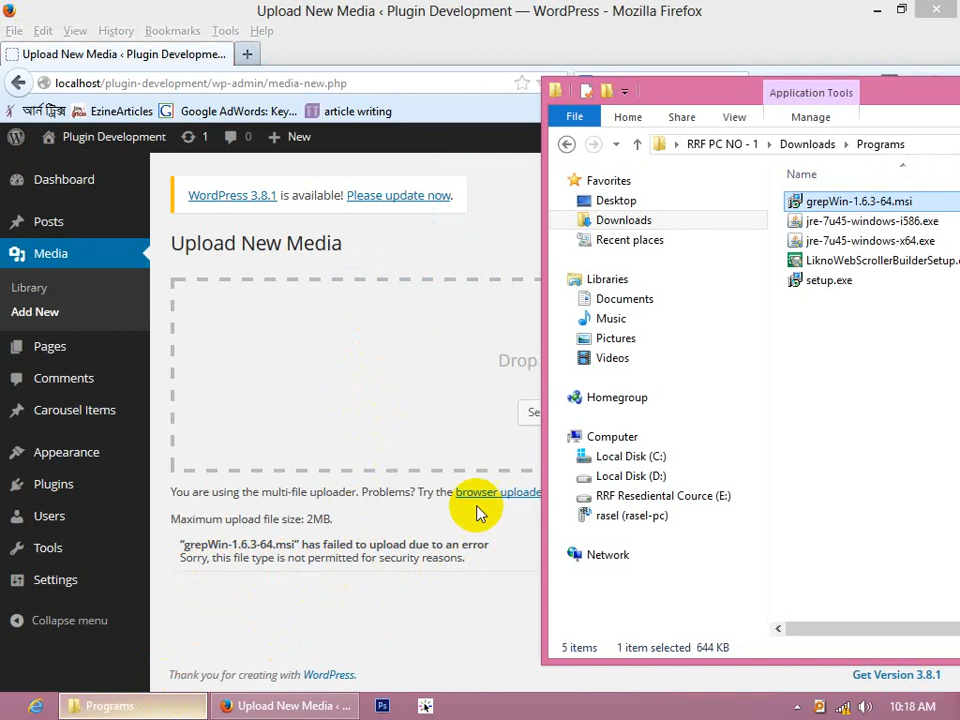 Upload New Media ‹ Plugin Development — WordPress - Mozilla Firefox
File Edit View History Bookmarks Tools Help
Upload New Media ‹ Plugin Developme...
localhost/plugin-development/wp-admin/media-new.php
আর্ন ট্রিক্স EzineArticles Google AdWords: Key... article writing
Plugin Development 1 0 New
Dashboard
Posts
Media
Library
Add New
Pages
Comments
Carousel Items
Appearance
Plugins
Users
Tools
Settings
Collapse menu
WordPress 3.8.1 is available! Please update now.
Upload New Media
Drop
Se
You are using the multi-file uploader. Problems? Try the browser uploade
Maximum upload file size: 2MB.
"grepWin-1.6.3-64.msi" has failed to upload due to an error
Sorry, this file type is not permitted for security reasons.
Thank you for creating with WordPress.
Get Version 3.8.1
Application Tools
File Home Share View Manage
RRF PC NO - 1 Downloads Programs
Favorites
Desktop
Downloads
Recent places
Libraries
Documents
Music
Pictures
Videos
Homegroup
Computer
Local Disk (C:)
Local Disk (D:)
RRF Resediental Cource (E:)
rasel (rasel-pc)
Network
Name
grepWin-1.6.3-64.msi
jre-7u45-windows-i586.exe
jre-7u45-windows-x64.exe
LiknoWebScrollerBuilderSetup.
setup.exe
5 items 1 item selected 644 KB
Programs
Upload New Media ‹ ...
Ps
10:18 AM